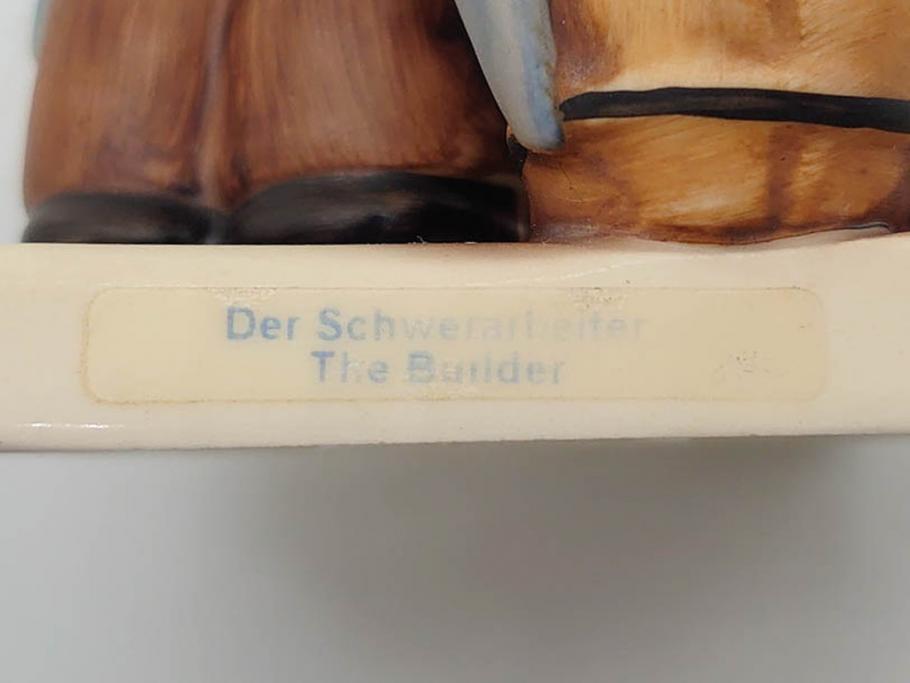 Der Schwerarbeiter
The Builder